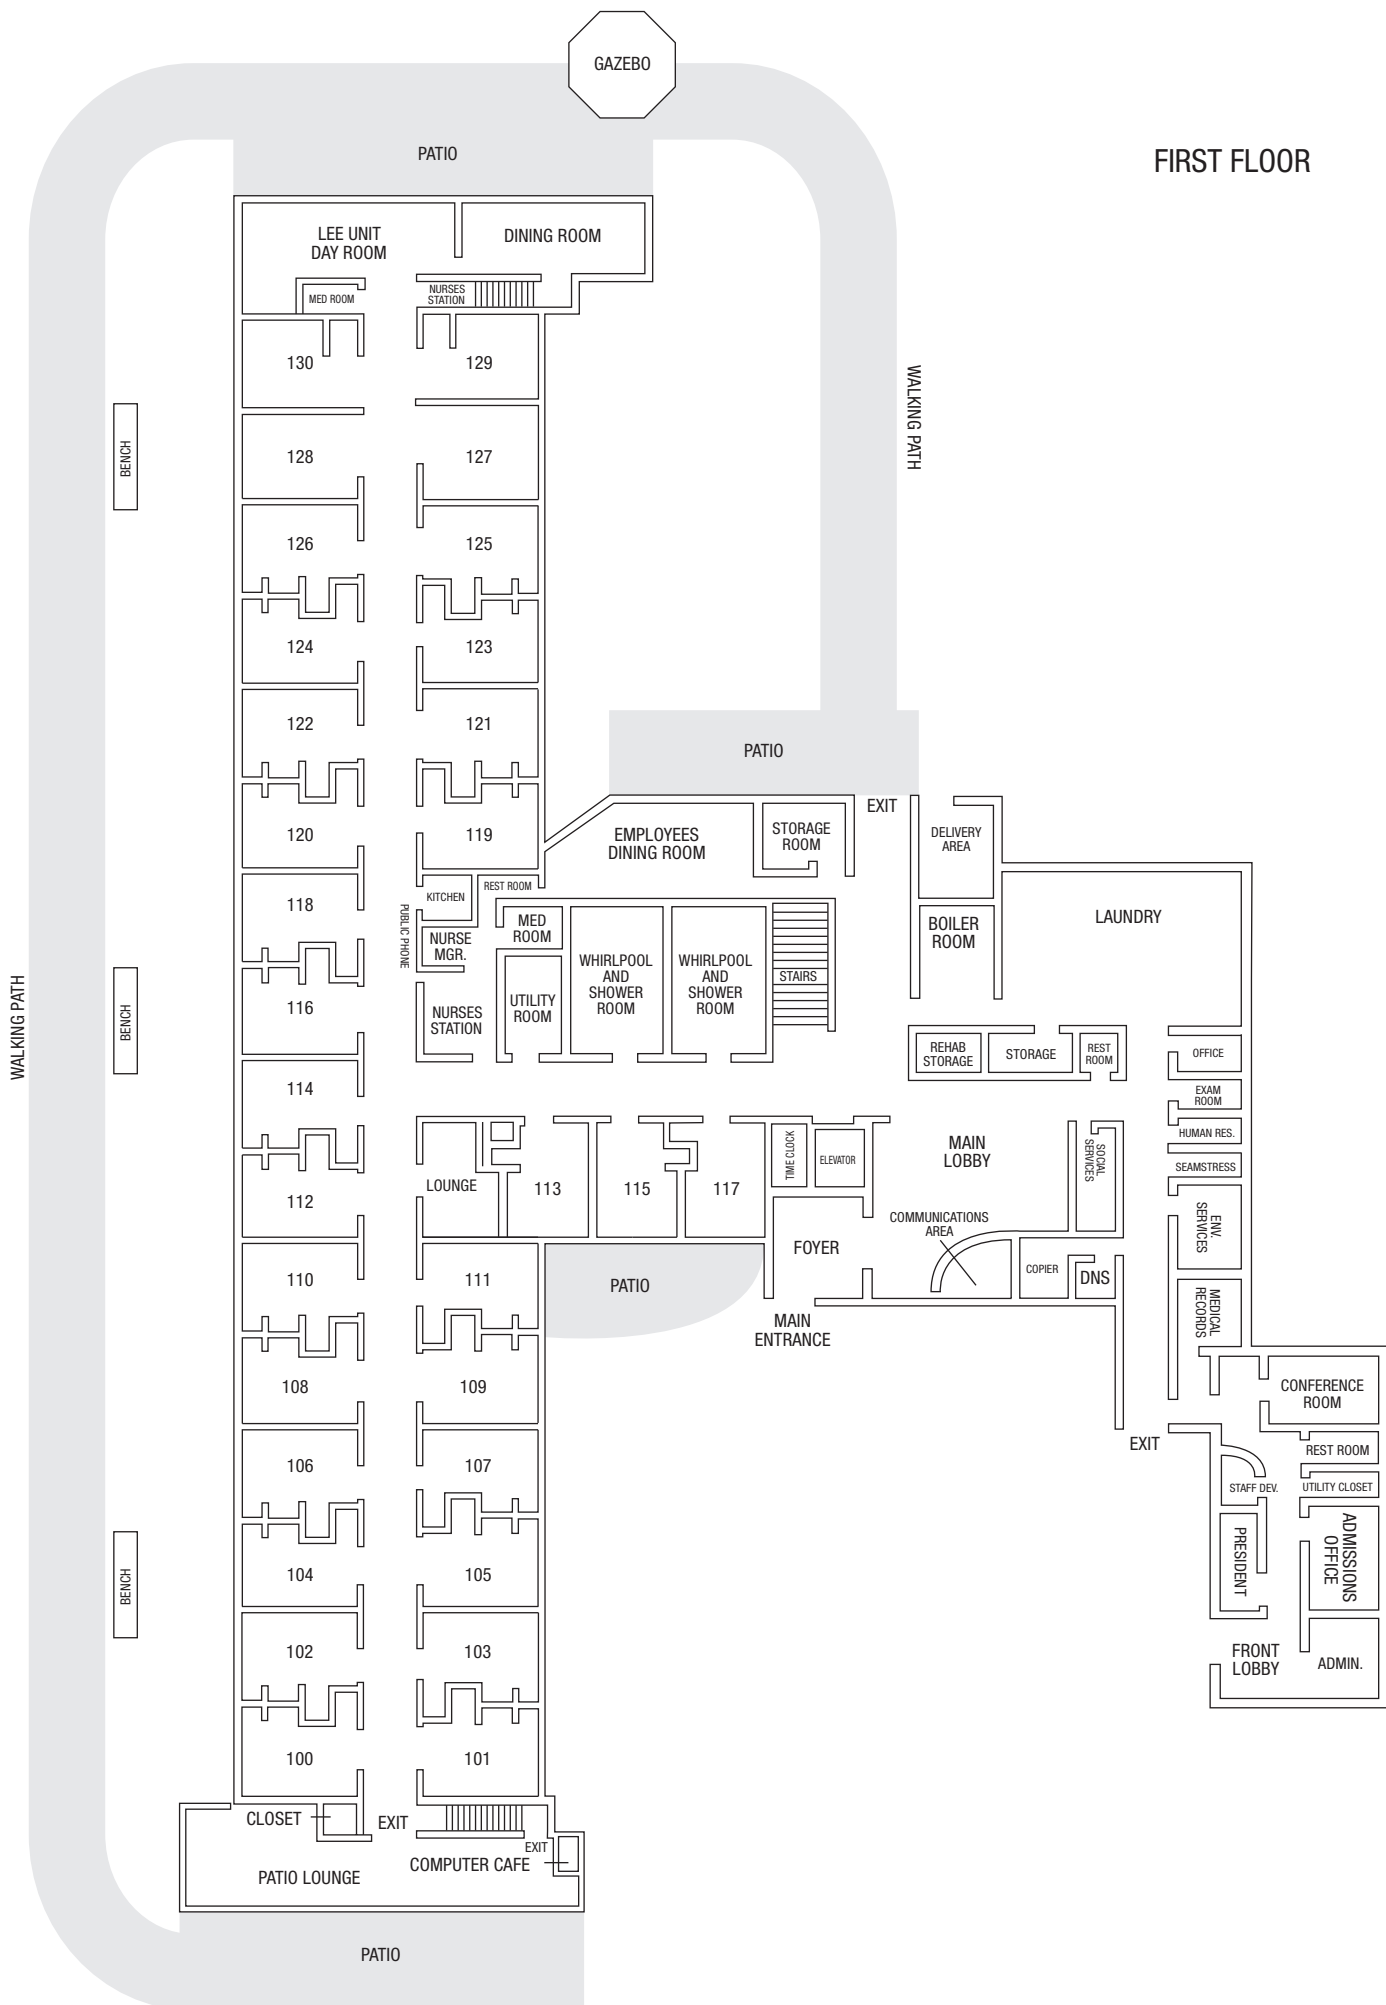 GAZEBO
FIRST FLOOR
PATIO
LEE UNIT
DAY ROOM
DINING ROOM
MED ROOM
NURSES
STATION
130
129
WALKING PATH
BENCH
128
127
126
125
124
123
122
121
PATIO
120
119
EMPLOYEES
DINING ROOM
STORAGE
ROOM
EXIT
DELIVERY
AREA
118
KITCHEN
REST ROOM
PUBLIC PHONE
NURSE
MGR.
MED
ROOM
BOILER
ROOM
LAUNDRY
WHIRLPOOL
AND
SHOWER
ROOM
WHIRLPOOL
AND
SHOWER
ROOM
STAIRS
WALKING PATH
BENCH
116
NURSES
STATION
UTILITY
ROOM
REHAB
STORAGE
STORAGE
REST
ROOM
OFFICE
114
EXAM
ROOM
HUMAN RES.
SEAMSTRESS
112
LOUNGE
113
115
117
TIME CLOCK
ELEVATOR
MAIN
LOBBY
SOCIAL
SERVICES
ENV.
SERVICES
COMMUNICATIONS
AREA
FOYER
110
111
PATIO
COPIER
DNS
MEDICAL
RECORDS
MAIN
ENTRANCE
108
109
CONFERENCE
ROOM
EXIT
REST ROOM
106
107
STAFF DEV.
UTILITY CLOSET
BENCH
104
105
PRESIDENT
ADMISSIONS
OFFICE
102
103
FRONT
LOBBY
ADMIN.
100
101
CLOSET
EXIT
EXIT
COMPUTER CAFE
PATIO LOUNGE
PATIO